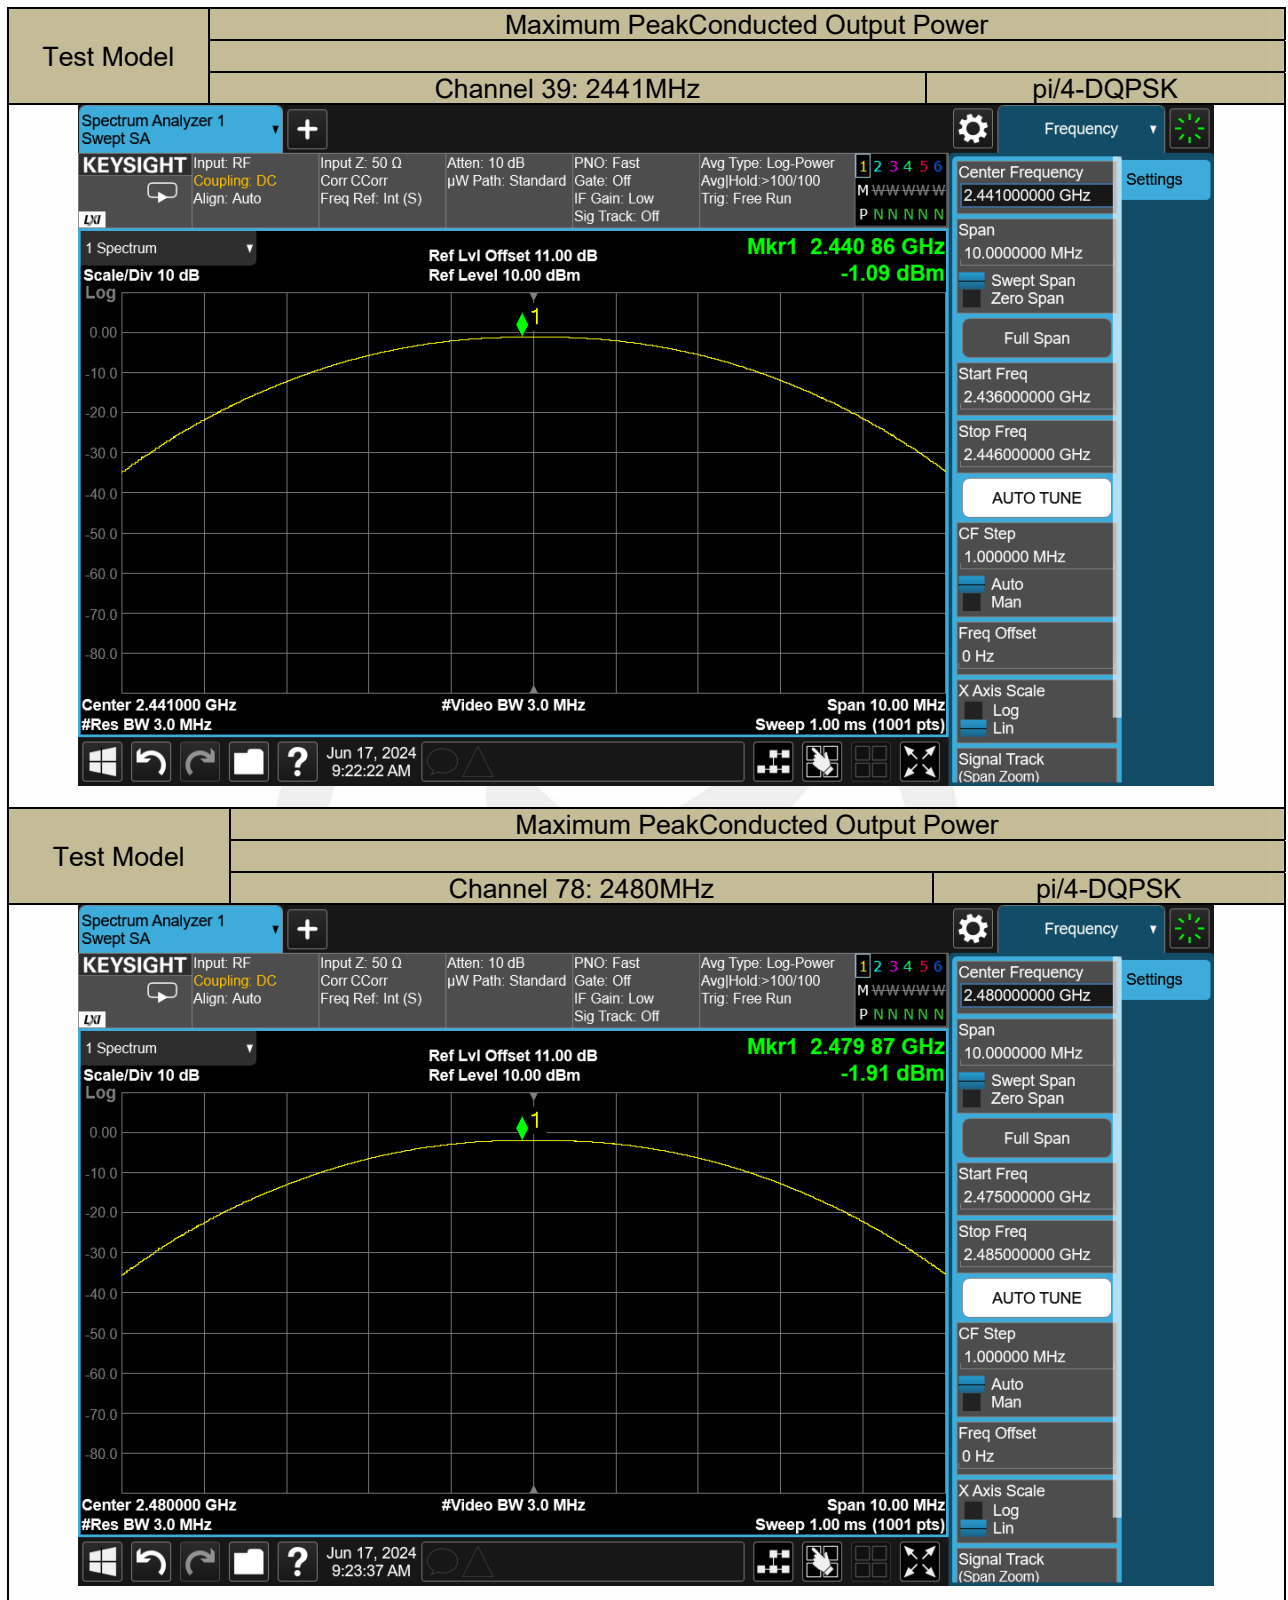 Test Model
Maximum PeakConducted Output Power
Channel 39: 2441MHz
pi/4-DQPSK
Spectrum Analyzer 1
Swept SA
Frequency
KEYSIGHT
LXI
Input: RF
Coupling: DC
Align: Auto
Input Z: 50 Ω
Corr CCorr
Freq Ref: Int (S)
Atten: 10 dB
µW Path: Standard
PNO: Fast
Gate: Off
IF Gain: Low
Sig Track: Off
Avg Type: Log-Power
Avg|Hold:>100/100
Trig: Free Run
1 2 3 4 5 6
M W W W W W
P N N N N N
1 Spectrum
Scale/Div 10 dB
Log
Ref Lvl Offset 11.00 dB
Ref Level 10.00 dBm
Mkr1 2.440 86 GHz
-1.09 dBm
1
0.00
-10.0
-20.0
-30.0
-40.0
-50.0
-60.0
-70.0
-80.0
Center 2.441000 GHz
#Res BW 3.0 MHz
#Video BW 3.0 MHz
Span 10.00 MHz
Sweep 1.00 ms (1001 pts)
Center Frequency
2.441000000 GHz
Span
10.0000000 MHz
Swept Span
Zero Span
Full Span
Start Freq
2.436000000 GHz
Stop Freq
2.446000000 GHz
AUTO TUNE
CF Step
1.000000 MHz
Auto
Man
Freq Offset
0 Hz
X Axis Scale
Log
Lin
Signal Track
(Span Zoom)
Settings
?
Jun 17, 2024
9:22:22 AM
Test Model
Maximum PeakConducted Output Power
Channel 78: 2480MHz
pi/4-DQPSK
Spectrum Analyzer 1
Swept SA
Frequency
KEYSIGHT
LXI
Input: RF
Coupling: DC
Align: Auto
Input Z: 50 Ω
Corr CCorr
Freq Ref: Int (S)
Atten: 10 dB
µW Path: Standard
PNO: Fast
Gate: Off
IF Gain: Low
Sig Track: Off
Avg Type: Log-Power
Avg|Hold:>100/100
Trig: Free Run
1 2 3 4 5 6
M W W W W W
P N N N N N
1 Spectrum
Scale/Div 10 dB
Log
Ref Lvl Offset 11.00 dB
Ref Level 10.00 dBm
Mkr1 2.479 87 GHz
-1.91 dBm
1
0.00
-10.0
-20.0
-30.0
-40.0
-50.0
-60.0
-70.0
-80.0
Center 2.480000 GHz
#Res BW 3.0 MHz
#Video BW 3.0 MHz
Span 10.00 MHz
Sweep 1.00 ms (1001 pts)
Center Frequency
2.480000000 GHz
Span
10.0000000 MHz
Swept Span
Zero Span
Full Span
Start Freq
2.475000000 GHz
Stop Freq
2.485000000 GHz
AUTO TUNE
CF Step
1.000000 MHz
Auto
Man
Freq Offset
0 Hz
X Axis Scale
Log
Lin
Signal Track
(Span Zoom)
Settings
?
Jun 17, 2024
9:23:37 AM